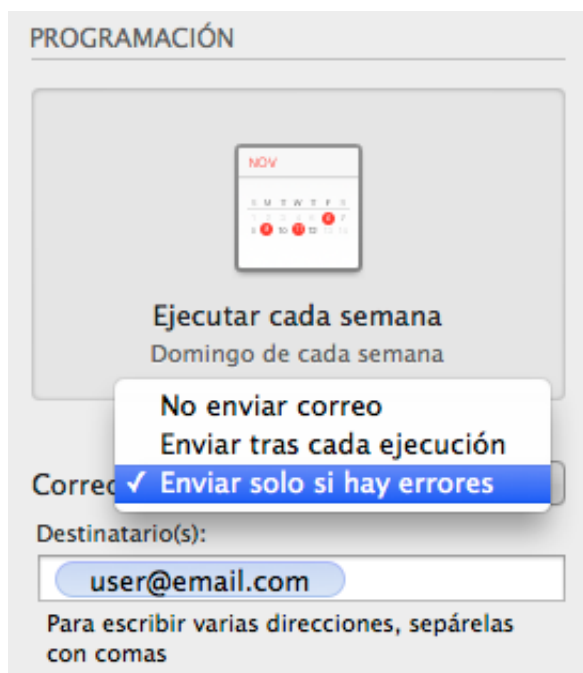 PROGRAMACIÓN
NOV
S U T W T F S
Ejecutar cada semana
Domingo de cada semana
No enviar correo
Enviar tras cada ejecución
Correo ✓ Enviar solo si hay errores
Destinatario(s):
user@email.com
Para escribir varias direcciones, sepárelas
con comas